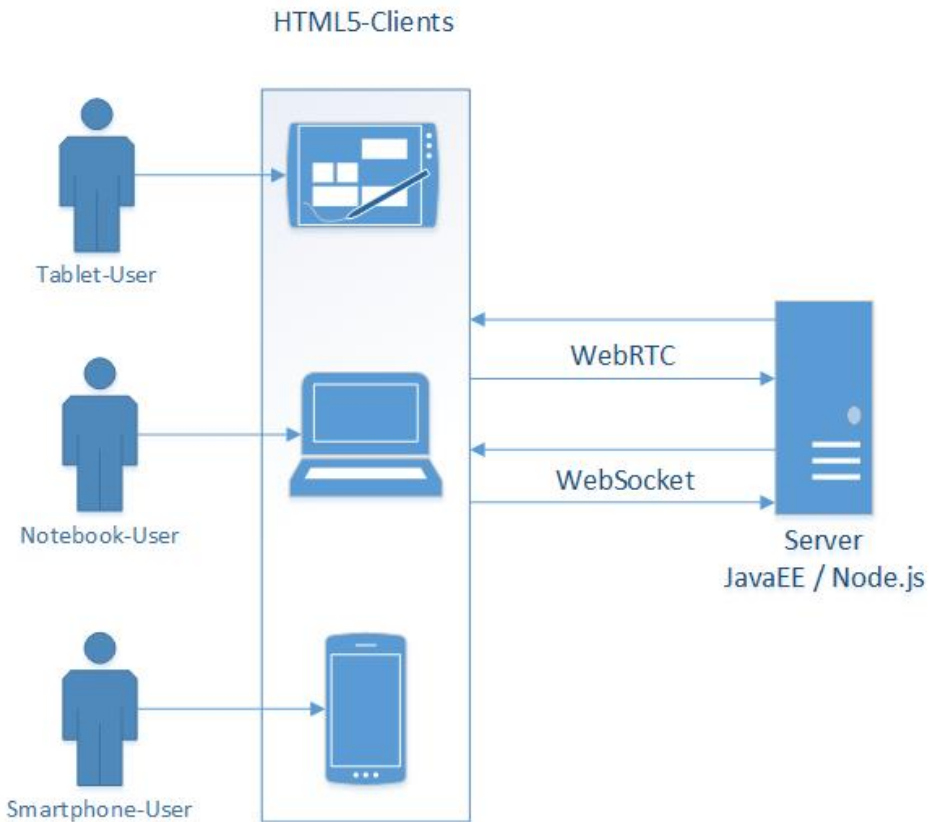 HTML5-Clients
Tablet-User
WebRTC
Notebook-User
WebSocket
Server
JavaEE / Node.js
Smartphone-User